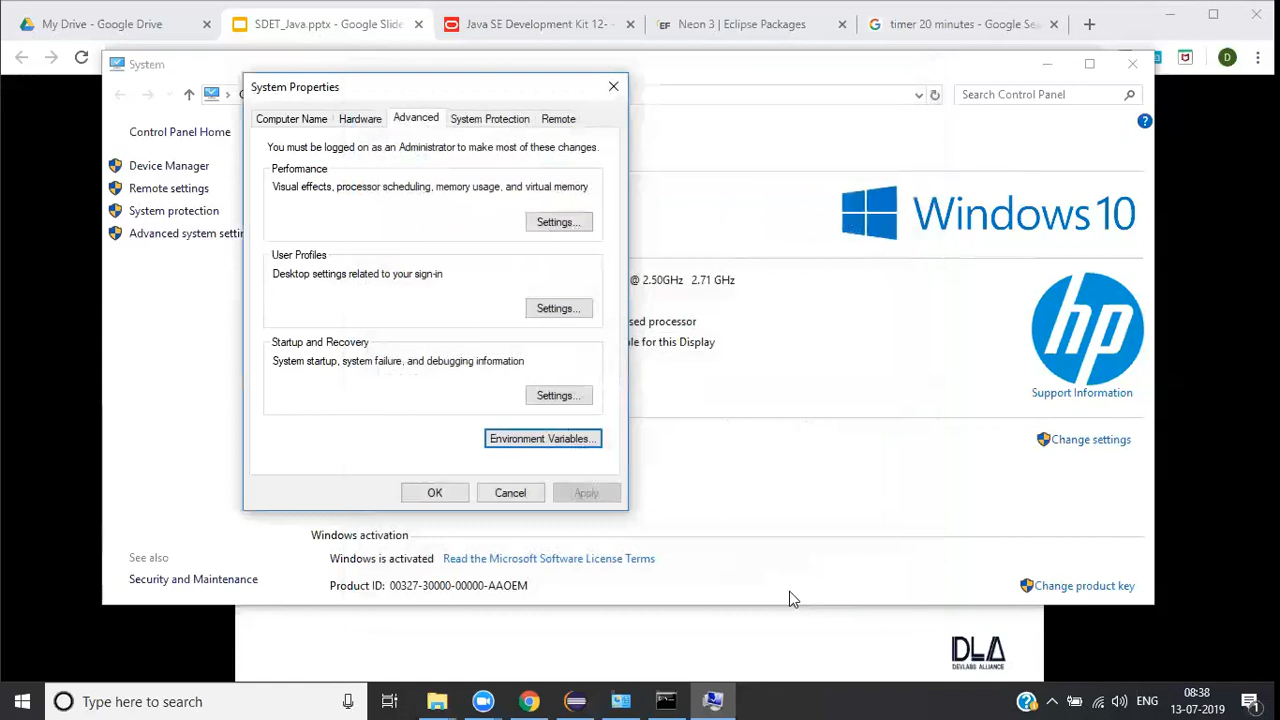 My Drive - Google Drive
SDET_Java.pptx - Google Slide
Java SE Development Kit 12-
Neon 3 | Eclipse Packages
timer 20 minutes - Google Se
D
System
Search Control Panel
System Properties
Computer Name
Hardware
Advanced
System Protection
Remote
Control Panel Home
Device Manager
Remote settings
System protection
Advanced system setti
You must be logged on as an Administrator to make most of these changes.
Performance
Visual effects, processor scheduling, memory usage, and virtual memory
Settings...
User Profiles
Desktop settings related to your sign-in
Settings...
Startup and Recovery
System startup, system failure, and debugging information
Settings...
Environment Variables...
OK
Cancel
Apply
Windows 10
@ 2.50GHz 2.71 GHz
sed processor
le for this Display
hp
Support Information
Change settings
Windows activation
Windows is activated Read the Microsoft Software License Terms
Product ID: 00327-30000-00000-AAOEM
Change product key
See also
Security and Maintenance
DLA
DEVLABS ALLIANCE
Type here to search
ENG
08:38
13-07-2019